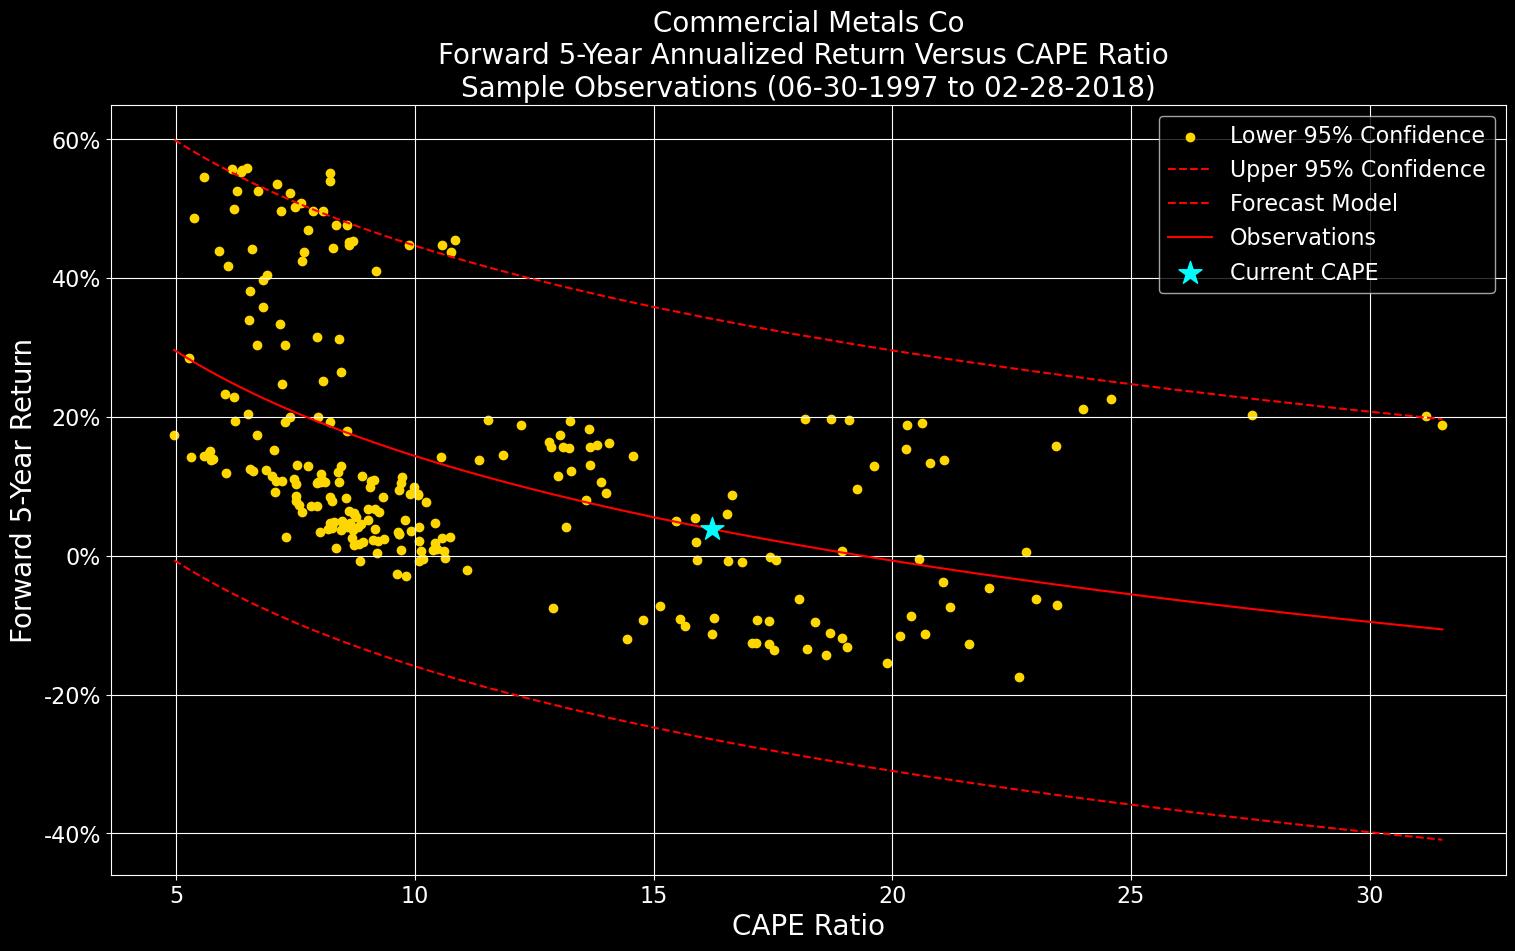 Commercial Metals Co
Forward 5-Year Annualized Return Versus CAPE Ratio
Sample Observations (06-30-1997 to 02-28-2018)
Lower 95% Confidence
Upper 95% Confidence
Forecast Model
Observations
Current CAPE
Forward 5-Year Return
60%
40%
20%
0%
-20%
-40%
5 10 15 20 25 30
CAPE Ratio